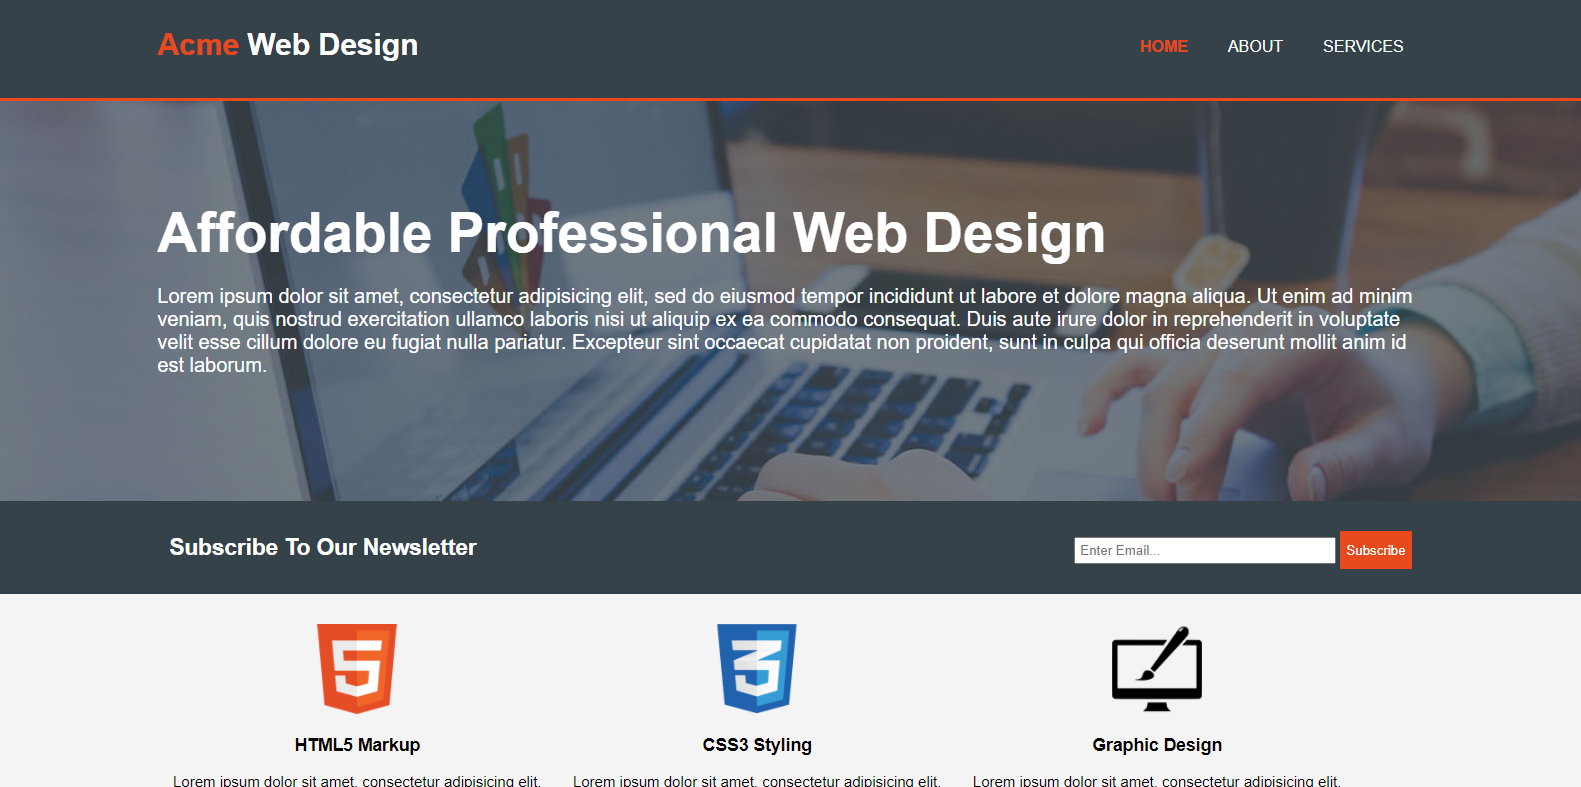 Acme Web Design
HOME ABOUT SERVICES
Affordable Professional Web Design
Lorem ipsum dolor sit amet, consectetur adipisicing elit, sed do eiusmod tempor incididunt ut labore et dolore magna aliqua. Ut enim ad minim
veniam, quis nostrud exercitation ullamco laboris nisi ut aliquip ex ea commodo consequat. Duis aute irure dolor in reprehenderit in voluptate
velit esse cillum dolore eu fugiat nulla pariatur. Excepteur sint occaecat cupidatat non proident, sunt in culpa qui officia deserunt mollit anim id
est laborum.
Subscribe To Our Newsletter
Enter Email...
Subscribe
HTML5 Markup
Lorem ipsum dolor sit amet, consectetur adipisicing elit,
CSS3 Styling
Lorem ipsum dolor sit amet, consectetur adipisicing elit,
Graphic Design
Lorem ipsum dolor sit amet, consectetur adipisicing elit,